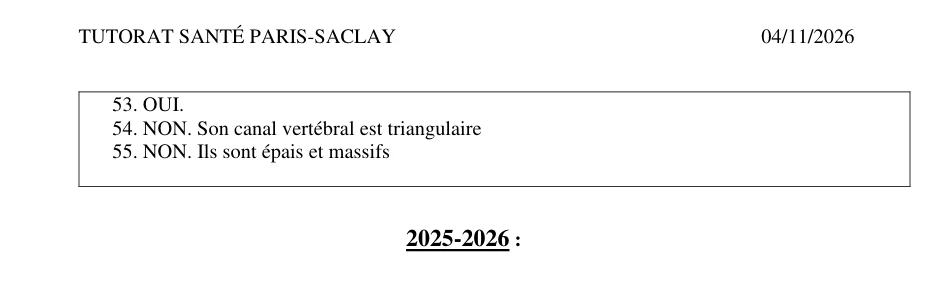 TUTORAT SANTÉ PARIS-SACLAY 04/11/2026
53. OUI.
54. NON. Son canal vertébral est triangulaire
55. NON. Ils sont épais et massifs
2025-2026 :